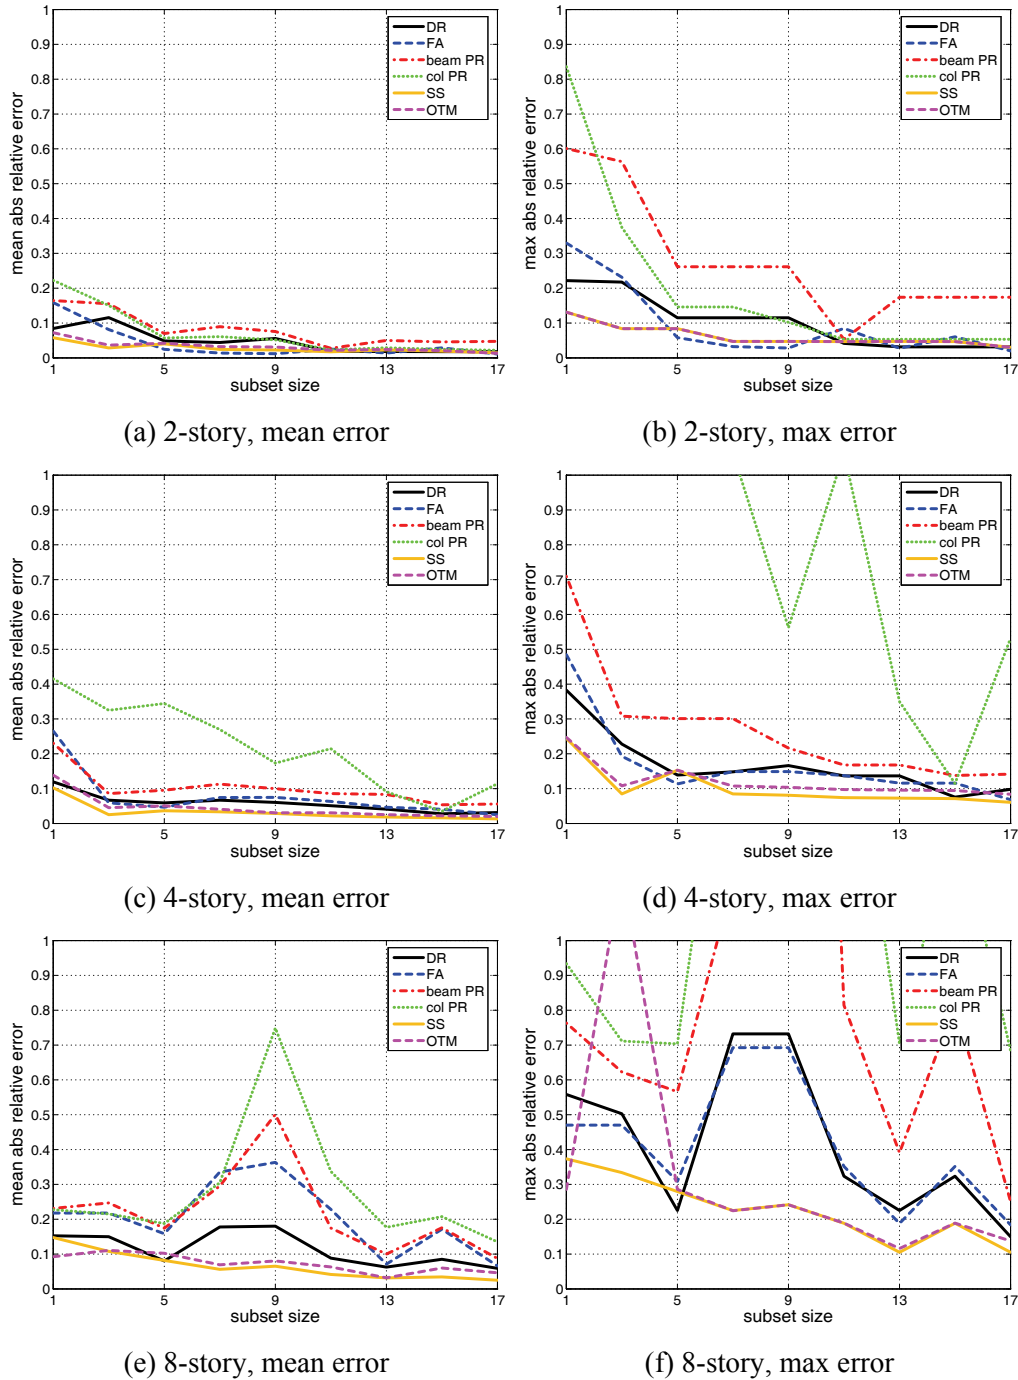 1
0.9
0.8
0.7
0.6
0.5
0.4
0.3
0.2
0.1
0
1 5 9 13 17
mean abs relative error
subset size
DR
FA
beam PR
col PR
SS
OTM
(a) 2-story, mean error
1
0.9
0.8
0.7
0.6
0.5
0.4
0.3
0.2
0.1
0
1 5 9 13 17
max abs relative error
subset size
DR
FA
beam PR
col PR
SS
OTM
(b) 2-story, max error
1
0.9
0.8
0.7
0.6
0.5
0.4
0.3
0.2
0.1
0
1 5 9 13 17
mean abs relative error
subset size
DR
FA
beam PR
col PR
SS
OTM
(c) 4-story, mean error
1
0.9
0.8
0.7
0.6
0.5
0.4
0.3
0.2
0.1
0
1 5 9 13 17
max abs relative error
subset size
DR
FA
beam PR
col PR
SS
OTM
(d) 4-story, max error
1
0.9
0.8
0.7
0.6
0.5
0.4
0.3
0.2
0.1
0
1 5 9 13 17
mean abs relative error
subset size
DR
FA
beam PR
col PR
SS
OTM
(e) 8-story, mean error
1
0.9
0.8
0.7
0.6
0.5
0.4
0.3
0.2
0.1
0
1 5 9 13 17
max abs relative error
subset size
DR
FA
beam PR
col PR
SS
OTM
(f) 8-story, max error